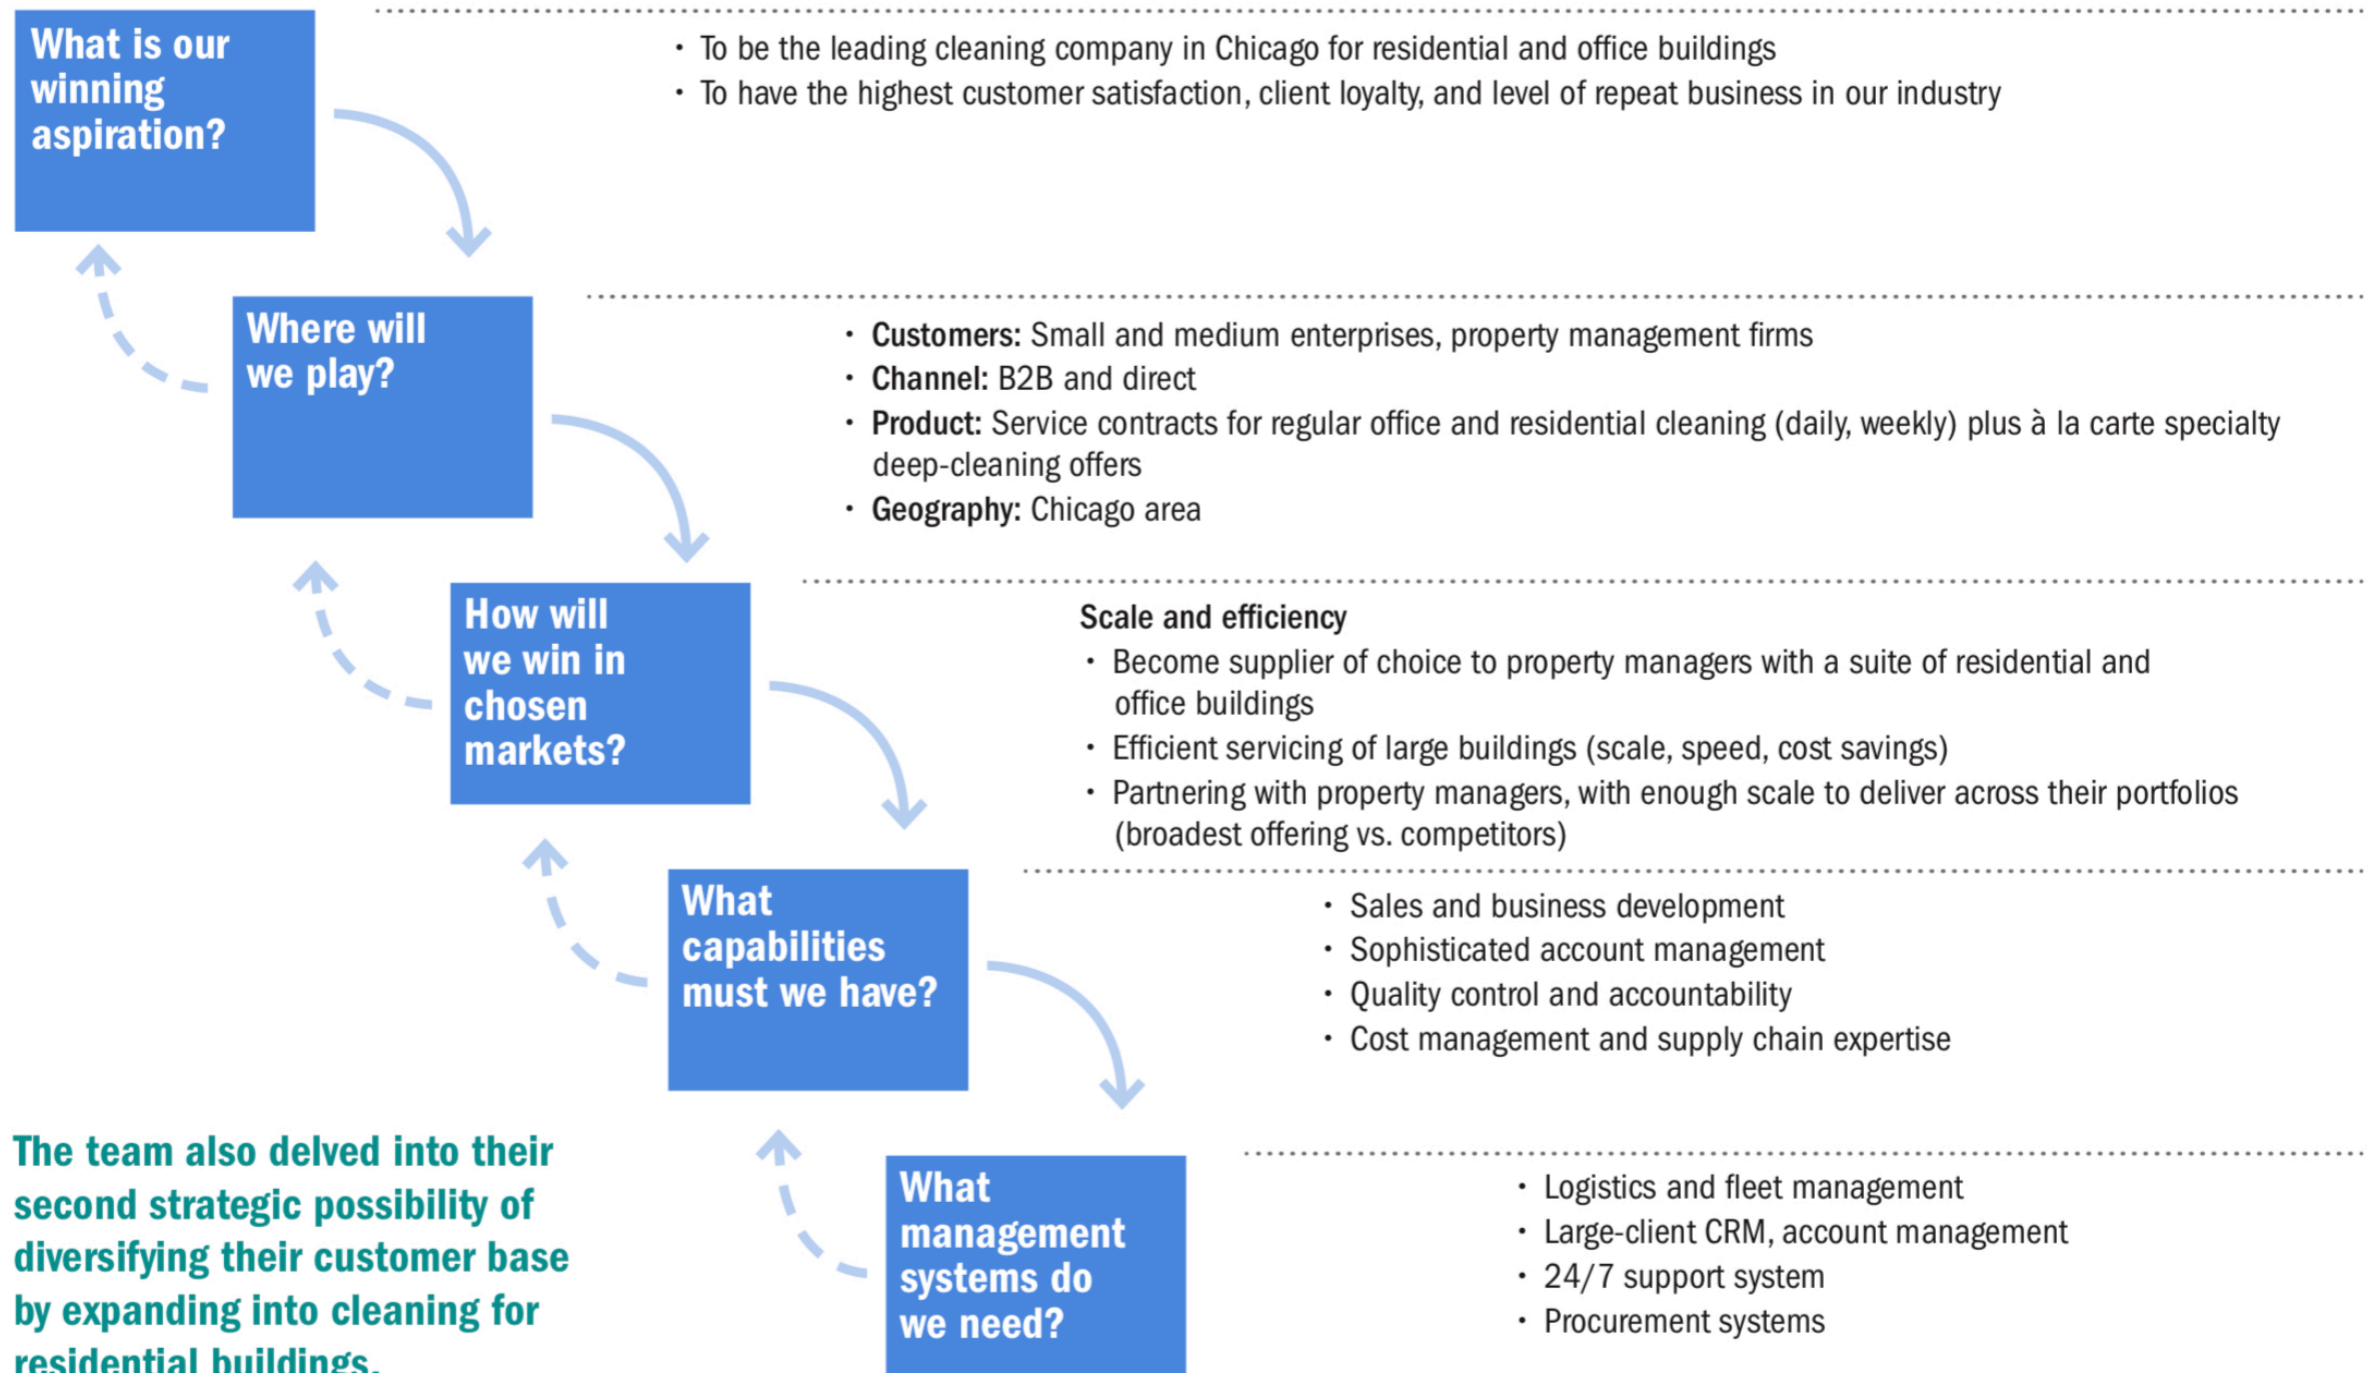 What is our
winning
aspiration?
• To be the leading cleaning company in Chicago for residential and office buildings
• To have the highest customer satisfaction, client loyalty, and level of repeat business in our industry
Where will
we play?
• Customers: Small and medium enterprises, property management firms
• Channel: B2B and direct
• Product: Service contracts for regular office and residential cleaning (daily, weekly) plus à la carte specialty
deep-cleaning offers
• Geography: Chicago area
How will
we win in
chosen
markets?
Scale and efficiency
• Become supplier of choice to property managers with a suite of residential and
office buildings
• Efficient servicing of large buildings (scale, speed, cost savings)
• Partnering with property managers, with enough scale to deliver across their portfolios
(broadest offering vs. competitors)
What
capabilities
must we have?
• Sales and business development
• Sophisticated account management
• Quality control and accountability
• Cost management and supply chain expertise
What
management
systems do
we need?
• Logistics and fleet management
• Large-client CRM, account management
• 24/7 support system
• Procurement systems
The team also delved into their
second strategic possibility of
diversifying their customer base
by expanding into cleaning for
residential buildings.